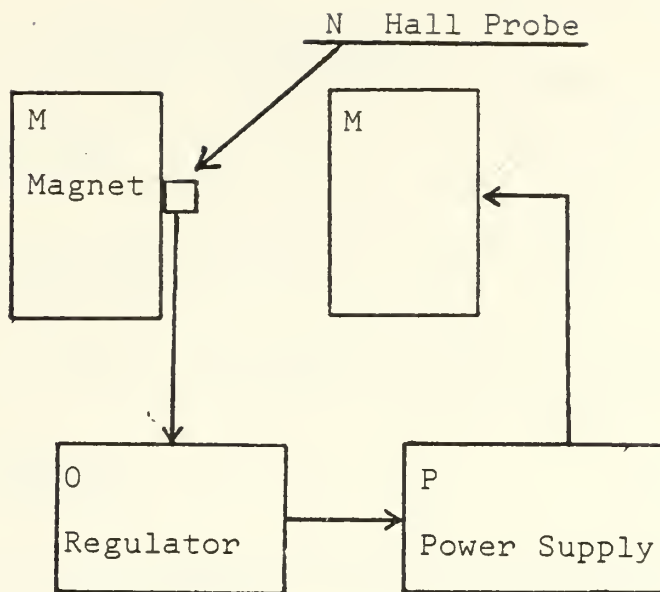 N Hall Probe
M
Magnet
M
O
Regulator
P
Power Supply